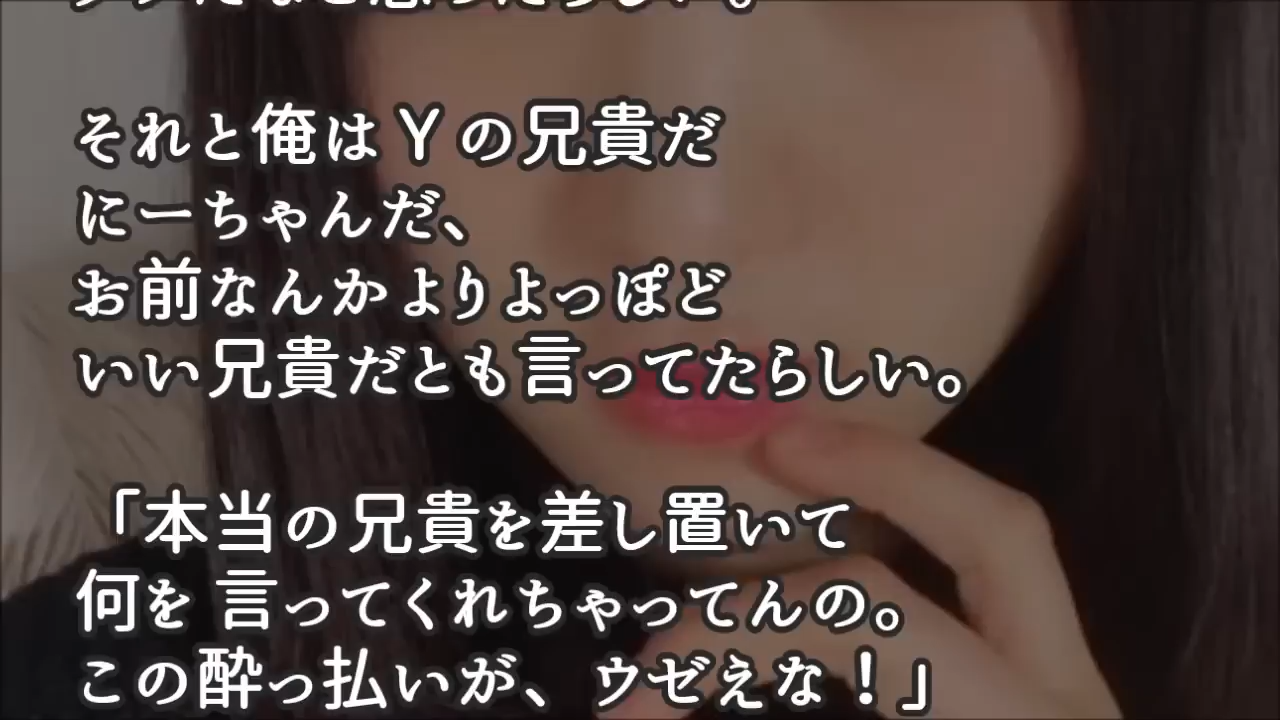 それと俺はYの兄貴だ
にーちゃんだ、
お前なんかよりよっぽど
いい兄貴だとも言ってたらしい。
「本当の兄貴を差し置いて
何を言ってくれちゃってんの。
この酔っ払いが、ウゼえな！」